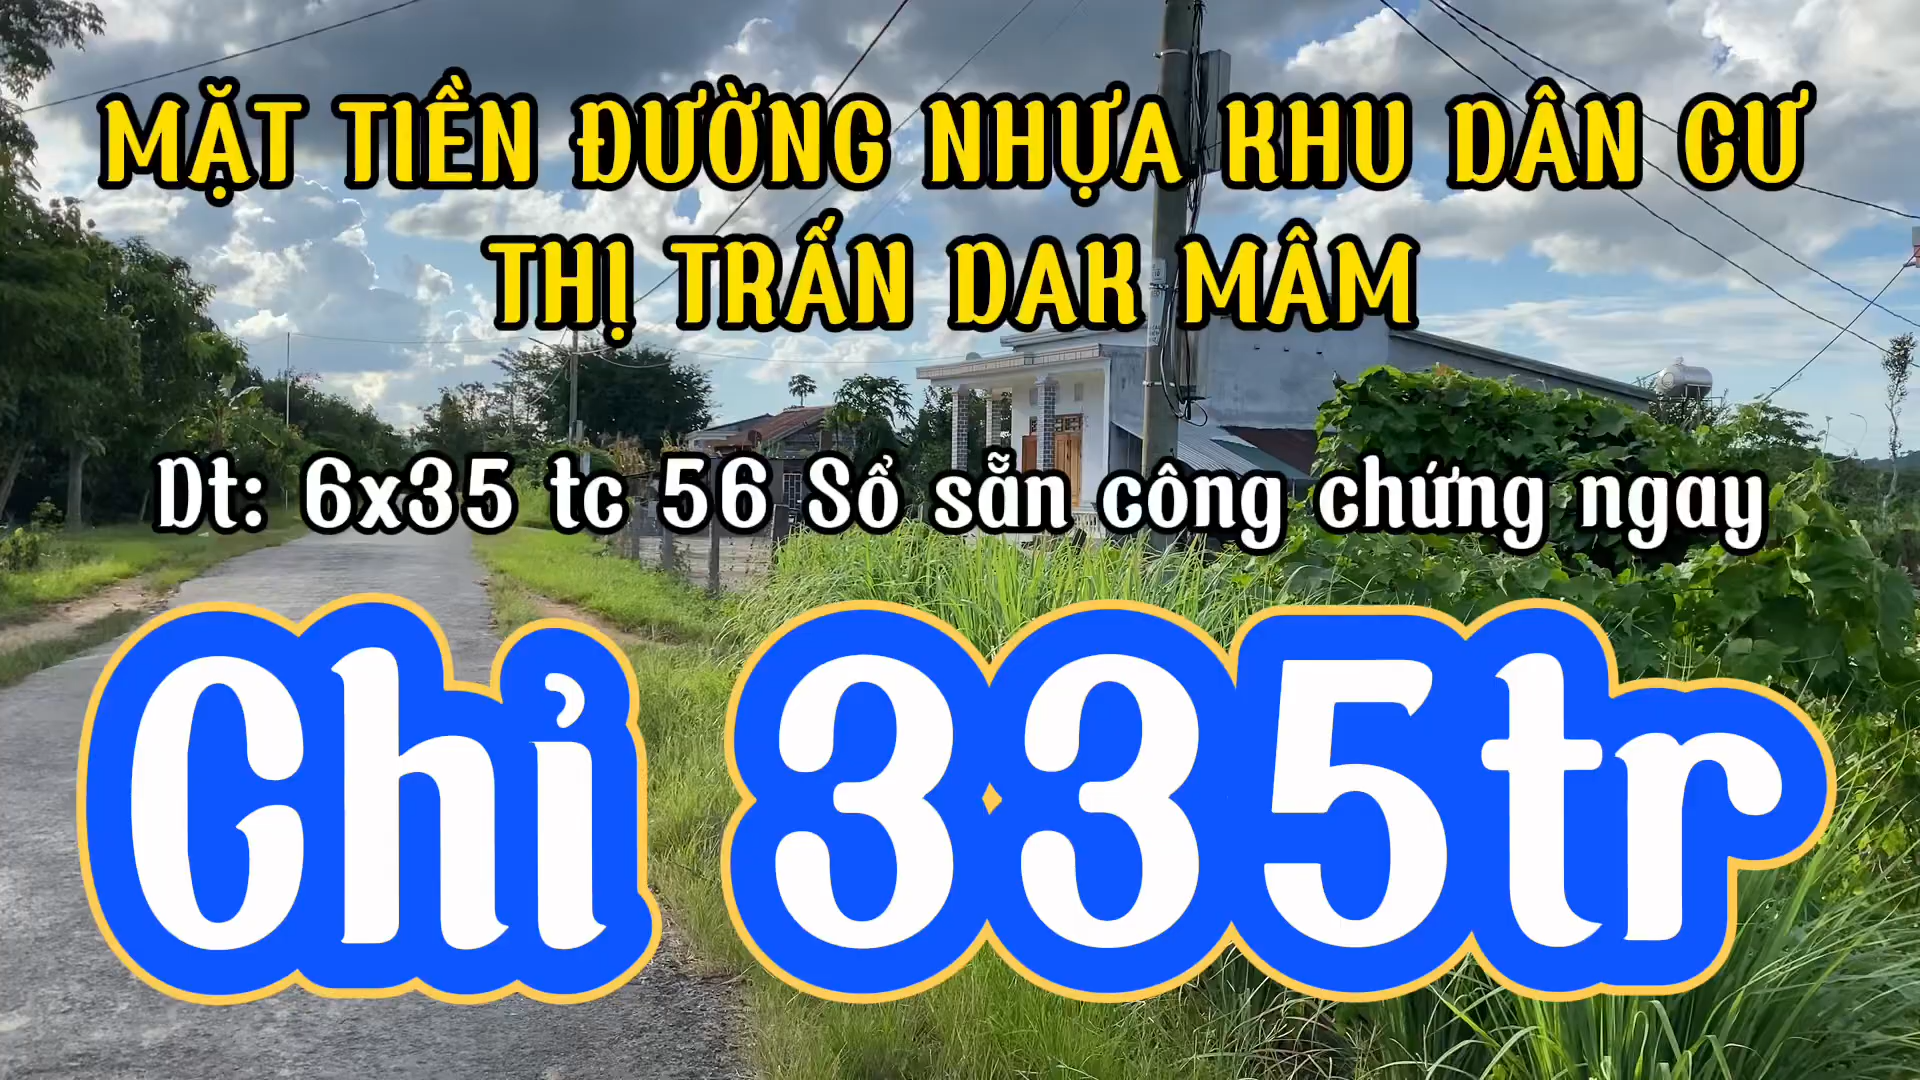 MẶT TIỀN ĐƯỜNG NHỰA KHU DÂN CƯ
THỊ TRẤN DAK MÂM
Dt: 6x35 tc 56 Sổ sẵn công chứng ngay
Chỉ 335tr